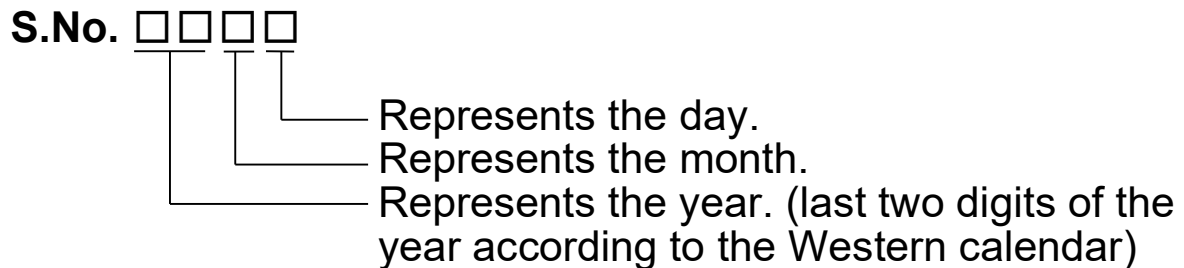 S.No. □□□□
Represents the day.
Represents the month.
Represents the year. (last two digits of the
year according to the Western calendar)